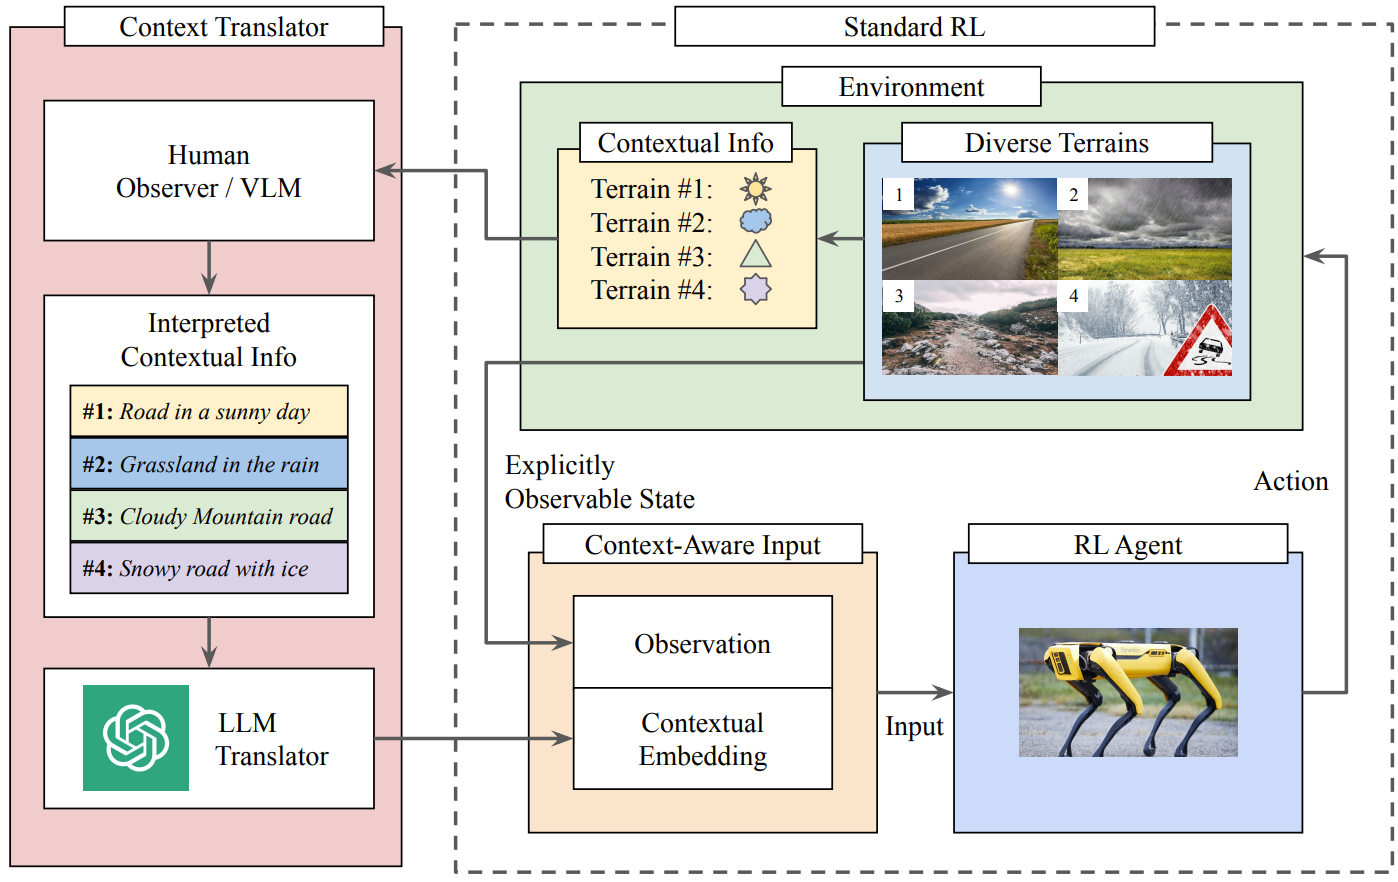 Context Translator
Human
Observer / VLM
Interpreted
Contextual Info
#1: Road in a sunny day
#2: Grassland in the rain
#3: Cloudy Mountain road
#4: Snowy road with ice
LLM
Translator
Standard RL
Environment
Contextual Info
Terrain #1:
Terrain #2:
Terrain #3:
Terrain #4:
Diverse Terrains
1
2
3
4
Explicitly
Observable State
Action
Context-Aware Input
Observation
Contextual
Embedding
Input
RL Agent